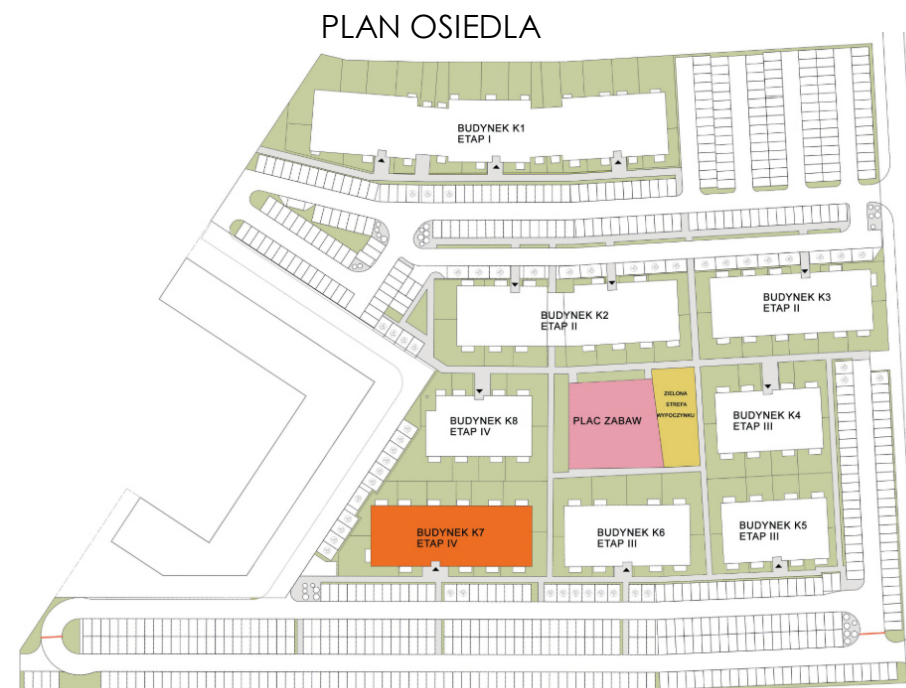 PLAN OSIEDLA
BUDYNEK K1
ETAP I
BUDYNEK K2
ETAP II
BUDYNEK K3
ETAP II
BUDYNEK K8
ETAP IV
PLAC ZABAW
ZIELONA
STREFA
WYPOCZYNKU
BUDYNEK K4
ETAP III
BUDYNEK K7
ETAP IV
BUDYNEK K6
ETAP III
BUDYNEK K5
ETAP III